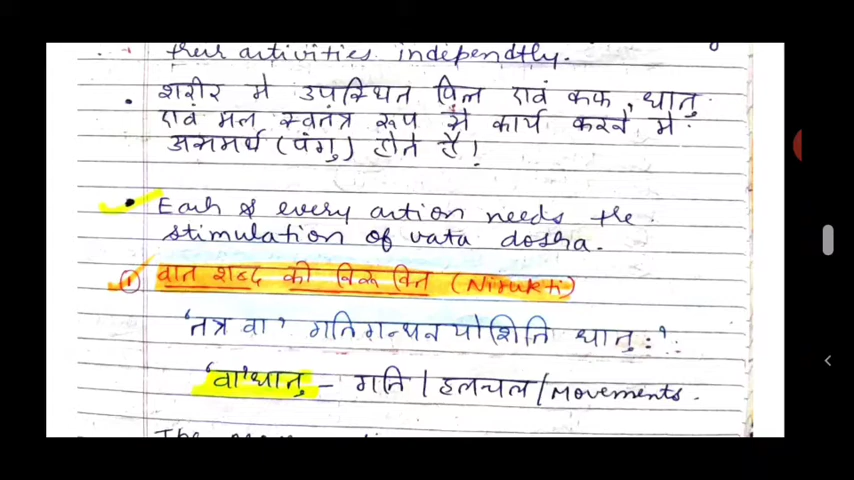 their activities independtly.
• शरीर मे उपस्थित पित्त एवं कफ, धातु
एवं मल स्वतंत्र रूप से कार्य करने मे
असमर्थ (पंगु) होते है।
• Each & every action needs the
stimulation of vata dosha.
① वात शब्द की निरूक्ति (Nirukti)
'तत्र वा' गतिगन्धनयोशिति धातुः'
'वा' धातु – गति / हलचल / Movements.